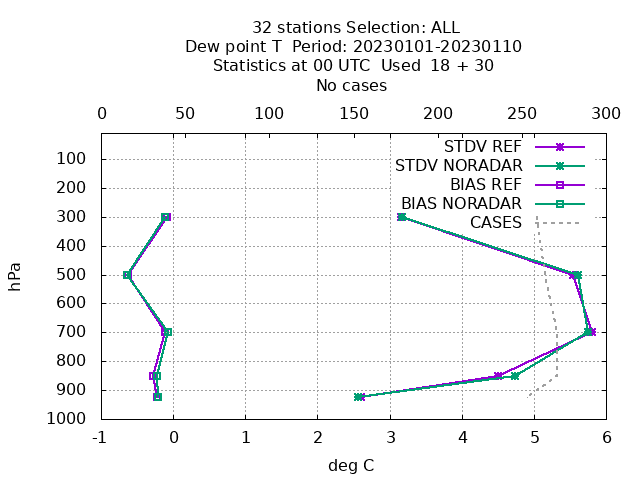 32 stations Selection: ALL
Dew point T  Period: 20230101-20230110
Statistics at 00 UTC  Used  18 + 30
No cases
0 50 100 150 200 250 300
STDV REF
STDV NORADAR
BIAS REF
BIAS NORADAR
CASES
hPa
100
200
300
400
500
600
700
800
900
1000
-1 0 1 2 3 4 5 6
deg C